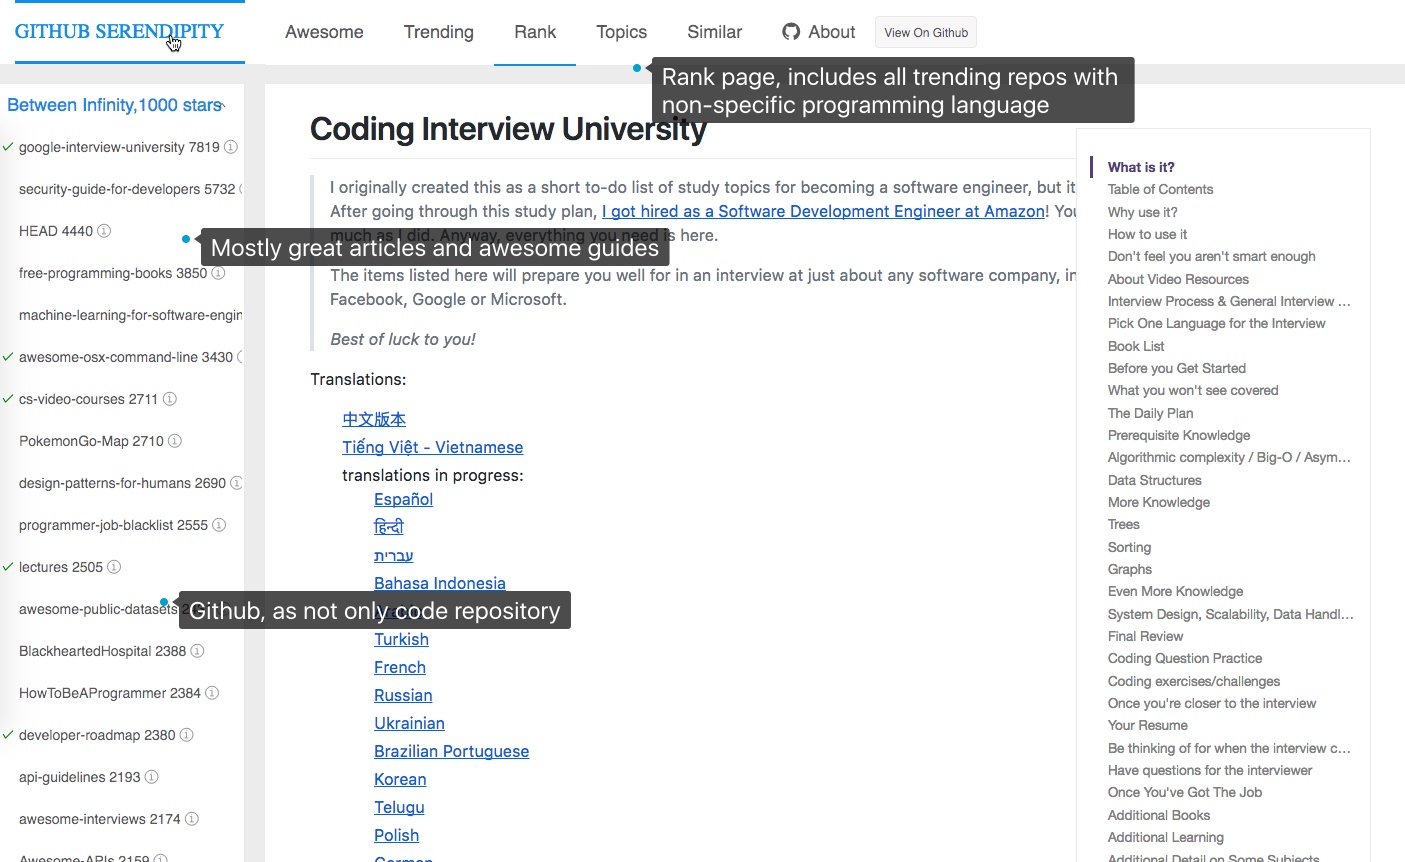 GITHUB SERENDIPITY
Awesome
Trending
Rank
Topics
Similar
About
View On Github
Rank page, includes all trending repos with
non-specific programming language
Between Infinity,1000 stars
google-interview-university 7819
security-guide-for-developers 5732
HEAD 4440
Mostly great articles and awesome guides
free-programming-books 3850
machine-learning-for-software-engin
awesome-osx-command-line 3430
cs-video-courses 2711
PokemonGo-Map 2710
design-patterns-for-humans 2690
programmer-job-blacklist 2555
lectures 2505
awesome-public-datasets
Github, as not only code repository
BlackheartedHospital 2388
HowToBeAProgrammer 2384
developer-roadmap 2380
api-guidelines 2193
awesome-interviews 2174
Awesome-APIs 2159
Coding Interview University
I originally created this as a short to-do list of study topics for becoming a software engineer, but it
After going through this study plan, I got hired as a Software Development Engineer at Amazon! You
much as I did. Anyway, everything you need is here.
The items listed here will prepare you well for in an interview at just about any software company, in
Facebook, Google or Microsoft.
Best of luck to you!
Translations:
中文版本
Tiếng Việt - Vietnamese
translations in progress:
Español
हिन्दी
עברית
Bahasa Indonesia
Turkish
French
Russian
Ukrainian
Brazilian Portuguese
Korean
Telugu
Polish
German
What is it?
Table of Contents
Why use it?
How to use it
Don't feel you aren't smart enough
About Video Resources
Interview Process & General Interview ...
Pick One Language for the Interview
Book List
Before you Get Started
What you won't see covered
The Daily Plan
Prerequisite Knowledge
Algorithmic complexity / Big-O / Asym...
Data Structures
More Knowledge
Trees
Sorting
Graphs
Even More Knowledge
System Design, Scalability, Data Handl...
Final Review
Coding Question Practice
Coding exercises/challenges
Once you're closer to the interview
Your Resume
Be thinking of for when the interview c...
Have questions for the interviewer
Once You've Got The Job
Additional Books
Additional Learning
Additional Detail on Some Subjects